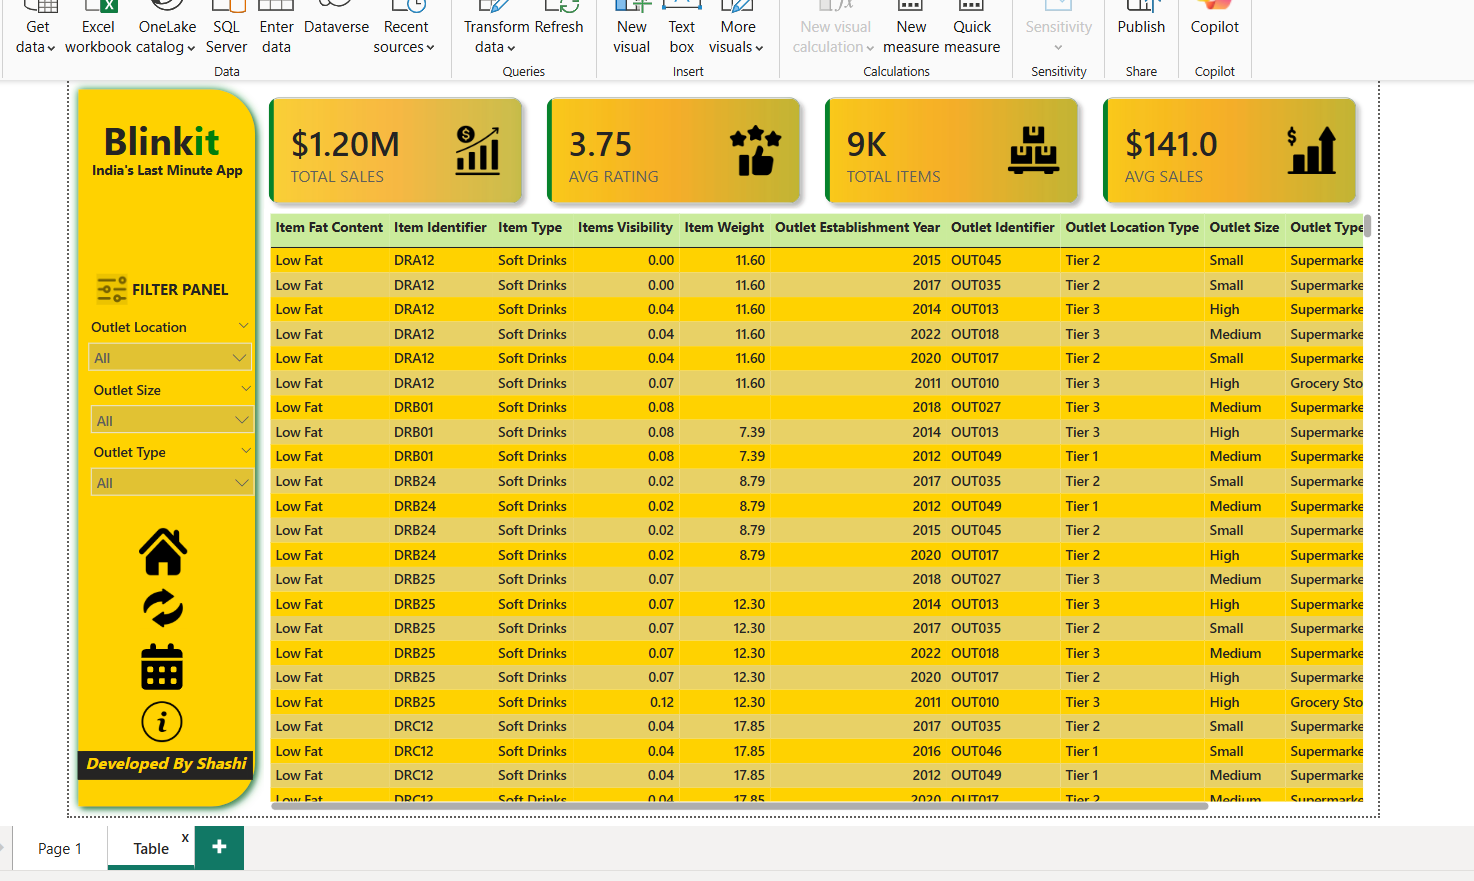 Get data
Excel workbook
OneLake catalog
SQL Server
Enter data
Dataverse
Recent sources
Transform data
Refresh
New visual
Text box
More visuals
New visual calculation
New measure
Quick measure
Sensitivity
Publish
Copilot
Data
Queries
Insert
Calculations
Sensitivity
Share
Copilot
Blinkit
India's Last Minute App
$1.20M
TOTAL SALES
3.75
AVG RATING
9K
TOTAL ITEMS
$141.0
AVG SALES
FILTER PANEL
Outlet Location
All
Outlet Size
All
Outlet Type
All
Developed By Shashi
Item Fat Content Item Identifier Item Type Items Visibility Item Weight Outlet Establishment Year Outlet Identifier Outlet Location Type Outlet Size Outlet Type
Low Fat DRA12 Soft Drinks 0.00 11.60 2015 OUT045 Tier 2 Small Supermarke
Low Fat DRA12 Soft Drinks 0.00 11.60 2017 OUT035 Tier 2 Small Supermarke
Low Fat DRA12 Soft Drinks 0.04 11.60 2014 OUT013 Tier 3 High Supermarke
Low Fat DRA12 Soft Drinks 0.04 11.60 2022 OUT018 Tier 3 Medium Supermarke
Low Fat DRA12 Soft Drinks 0.04 11.60 2020 OUT017 Tier 2 Small Supermarke
Low Fat DRA12 Soft Drinks 0.07 11.60 2011 OUT010 Tier 3 High Grocery Sto
Low Fat DRB01 Soft Drinks 0.08 2018 OUT027 Tier 3 Medium Supermarke
Low Fat DRB01 Soft Drinks 0.08 7.39 2014 OUT013 Tier 3 High Supermarke
Low Fat DRB01 Soft Drinks 0.08 7.39 2012 OUT049 Tier 1 Medium Supermarke
Low Fat DRB24 Soft Drinks 0.02 8.79 2017 OUT035 Tier 2 Small Supermarke
Low Fat DRB24 Soft Drinks 0.02 8.79 2012 OUT049 Tier 1 Medium Supermarke
Low Fat DRB24 Soft Drinks 0.02 8.79 2015 OUT045 Tier 2 Small Supermarke
Low Fat DRB24 Soft Drinks 0.02 8.79 2020 OUT017 Tier 2 High Supermarke
Low Fat DRB25 Soft Drinks 0.07 2018 OUT027 Tier 3 Medium Supermarke
Low Fat DRB25 Soft Drinks 0.07 12.30 2014 OUT013 Tier 3 High Supermarke
Low Fat DRB25 Soft Drinks 0.07 12.30 2017 OUT035 Tier 2 Small Supermarke
Low Fat DRB25 Soft Drinks 0.07 12.30 2022 OUT018 Tier 3 Medium Supermarke
Low Fat DRB25 Soft Drinks 0.07 12.30 2020 OUT017 Tier 2 High Supermarke
Low Fat DRB25 Soft Drinks 0.12 12.30 2011 OUT010 Tier 3 High Grocery Sto
Low Fat DRC12 Soft Drinks 0.04 17.85 2017 OUT035 Tier 2 Small Supermarke
Low Fat DRC12 Soft Drinks 0.04 17.85 2016 OUT046 Tier 1 Small Supermarke
Low Fat DRC12 Soft Drinks 0.04 17.85 2012 OUT049 Tier 1 Medium Supermarke
Low Fat DRC12 Soft Drinks 0.04 17.85 2020 OUT017 Tier 2 Medium Supermarke
Page 1
Table x